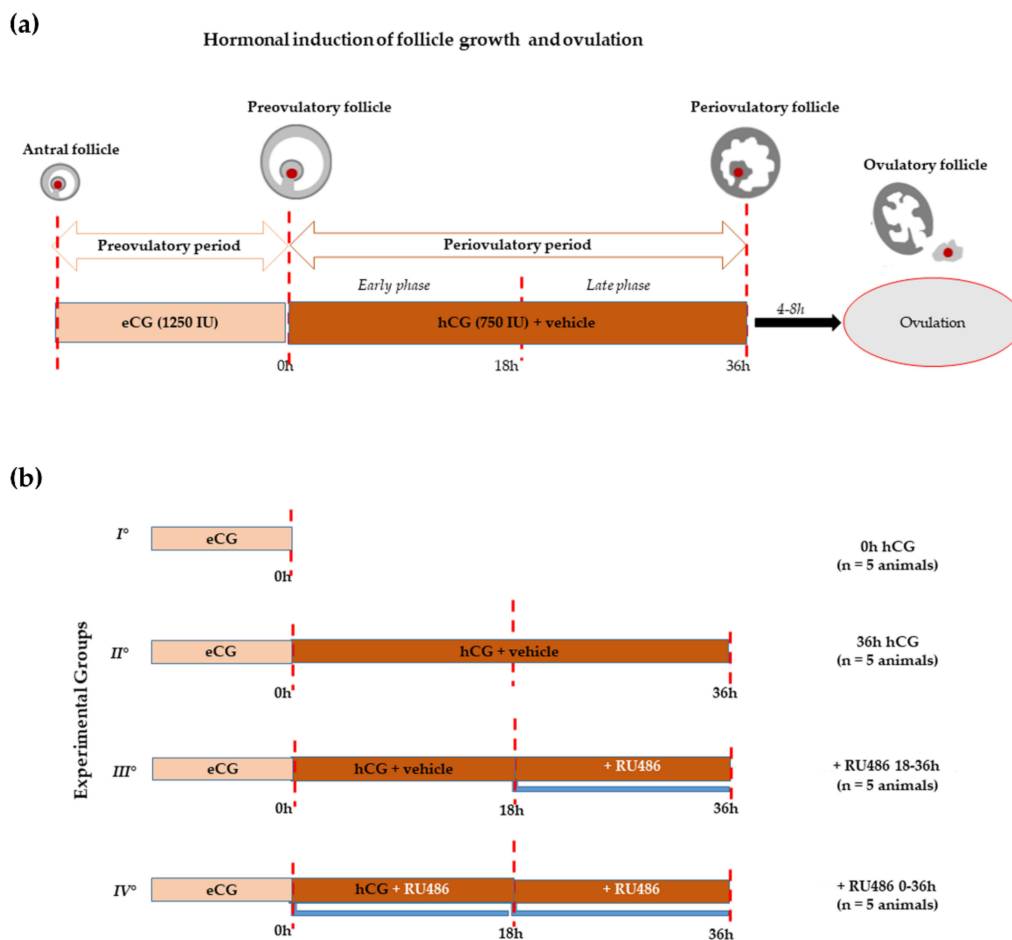 (a)
Hormonal induction of follicle growth and ovulation
Preovulatory follicle
Periovulatory follicle
Antral follicle
Ovulatory follicle
Preovulatory period
Periovulatory period
Early phase
Late phase
eCG (1250 IU)
hCG (750 IU) + vehicle
4-8h
Ovulation
0h
18h
36h
(b)
Experimental Groups
I°
eCG
0h
0h hCG
(n = 5 animals)
II°
eCG
hCG + vehicle
0h
36h
36h hCG
(n = 5 animals)
III°
eCG
hCG + vehicle
+ RU486
0h
18h
36h
+ RU486 18-36h
(n = 5 animals)
IV°
eCG
hCG + RU486
+ RU486
0h
18h
36h
+ RU486 0-36h
(n = 5 animals)